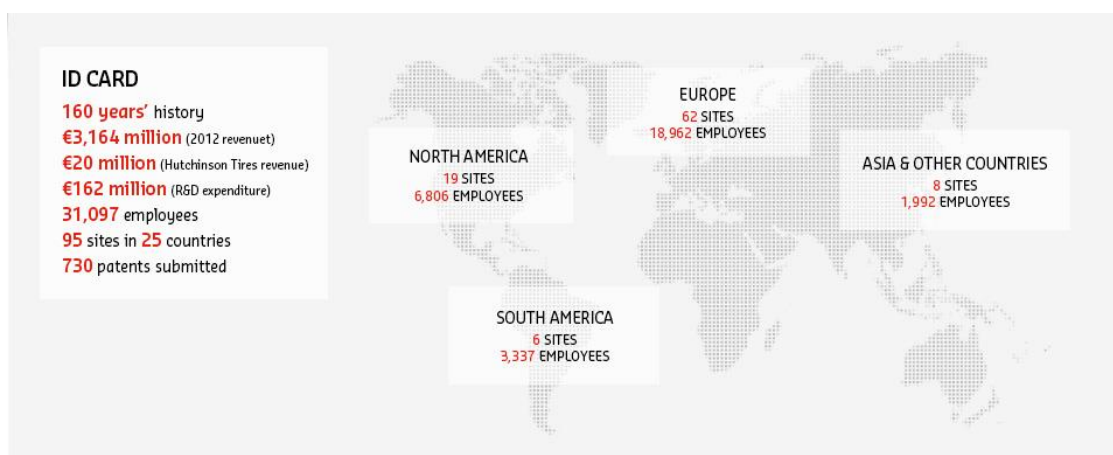 ID CARD
160 years' history
€3,164 million (2012 revenuet)
€20 million (Hutchinson Tires revenue)
€162 million (R&D expenditure)
31,097 employees
95 sites in 25 countries
730 patents submitted
NORTH AMERICA
19 SITES
6,806 EMPLOYEES
EUROPE
62 SITES
18,962 EMPLOYEES
ASIA & OTHER COUNTRIES
8 SITES
1,992 EMPLOYEES
SOUTH AMERICA
6 SITES
3,337 EMPLOYEES